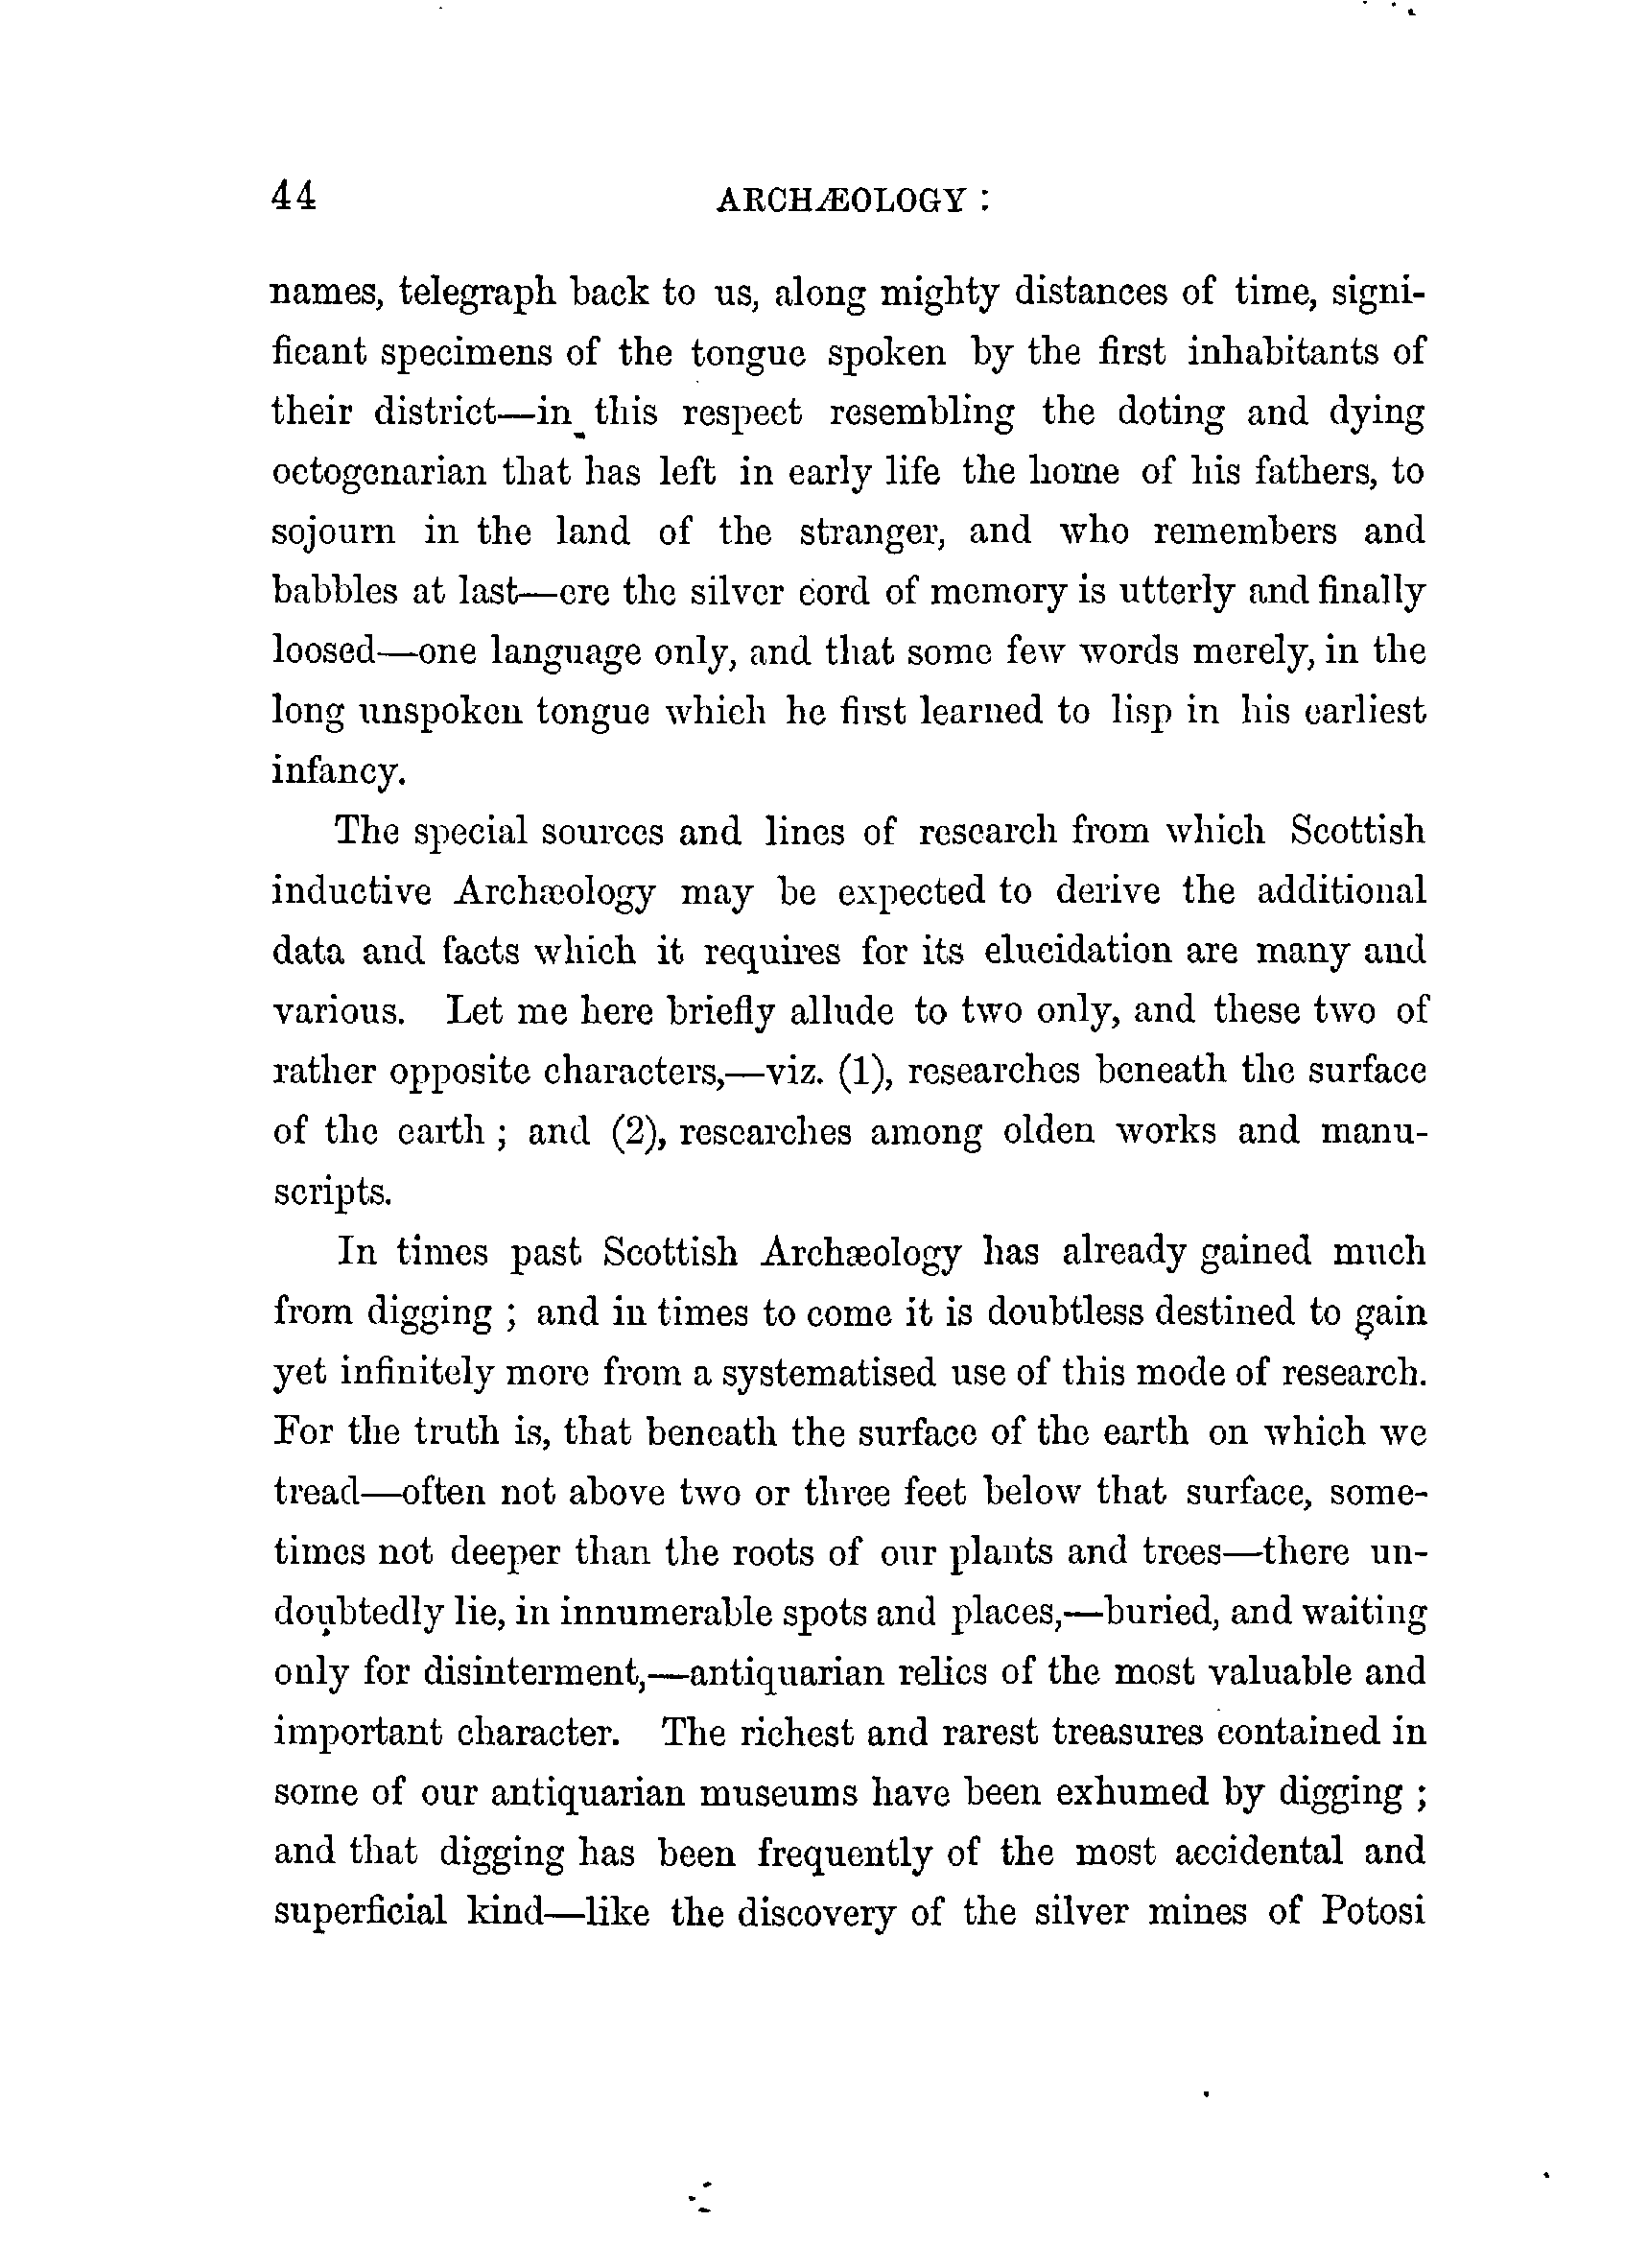 44 ARCHÆOLOGY :
names, telegraph back to us, along mighty distances of time, signi-
ficant specimens of the tongue spoken by the first inhabitants of
their district—in this respect resembling the doting and dying
octogenarian that has left in early life the home of his fathers, to
sojourn in the land of the stranger, and who remembers and
babbles at last—ere the silver cord of memory is utterly and finally
loosed—one language only, and that some few words merely, in the
long unspoken tongue which he first learned to lisp in his earliest
infancy.
The special sources and lines of research from which Scottish
inductive Archæology may be expected to derive the additional
data and facts which it requires for its elucidation are many and
various. Let me here briefly allude to two only, and these two of
rather opposite characters,—viz. (1), researches beneath the surface
of the earth ; and (2), researches among olden works and manu-
scripts.
In times past Scottish Archæology has already gained much
from digging ; and in times to come it is doubtless destined to gain
yet infinitely more from a systematised use of this mode of research.
For the truth is, that beneath the surface of the earth on which we
tread—often not above two or three feet below that surface, some-
times not deeper than the roots of our plants and trees—there un-
doubtedly lie, in innumerable spots and places,—buried, and waiting
only for disinterment,—antiquarian relics of the most valuable and
important character. The richest and rarest treasures contained in
some of our antiquarian museums have been exhumed by digging ;
and that digging has been frequently of the most accidental and
superficial kind—like the discovery of the silver mines of Potosi